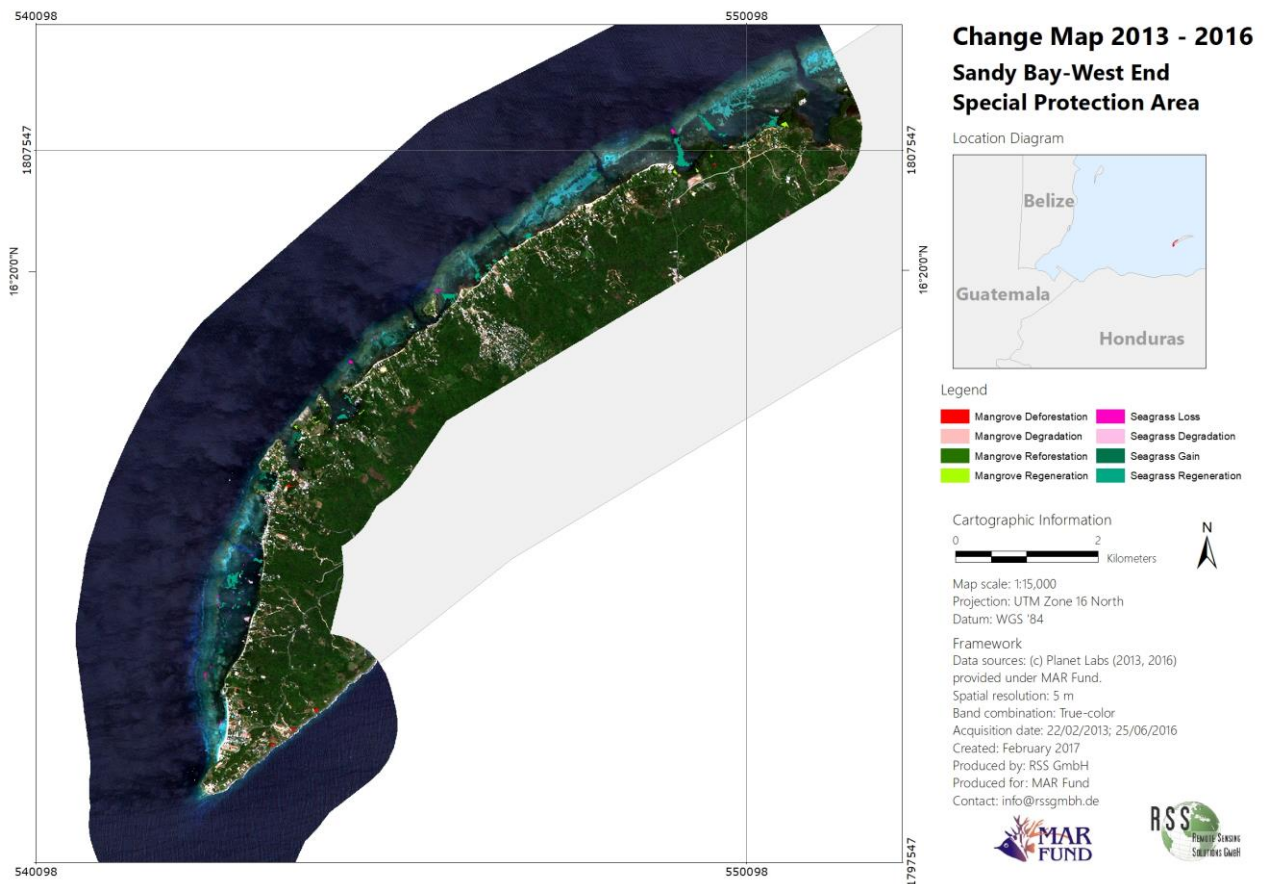 540098
550098
1807547
1807547
16°20'0"N
16°20'0"N
1797547
540098
550098
Change Map 2013 - 2016
Sandy Bay-West End
Special Protection Area
Location Diagram
Belize
Guatemala
Honduras
Legend
Mangrove Deforestation
Mangrove Degradation
Mangrove Reforestation
Mangrove Regeneration
Seagrass Loss
Seagrass Degradation
Seagrass Gain
Seagrass Regeneration
Cartographic Information
0 2
Kilometers
N
Map scale: 1:15,000
Projection: UTM Zone 16 North
Datum: WGS '84
Framework
Data sources: (c) Planet Labs (2013, 2016)
provided under MAR Fund.
Spatial resolution: 5 m
Band combination: True-color
Acquisition date: 22/02/2013; 25/06/2016
Created: February 2017
Produced by: RSS GmbH
Produced for: MAR Fund
Contact: info@rssgmbh.de
MAR
FUND
RSS
Remote Sensing
Solutions GmbH